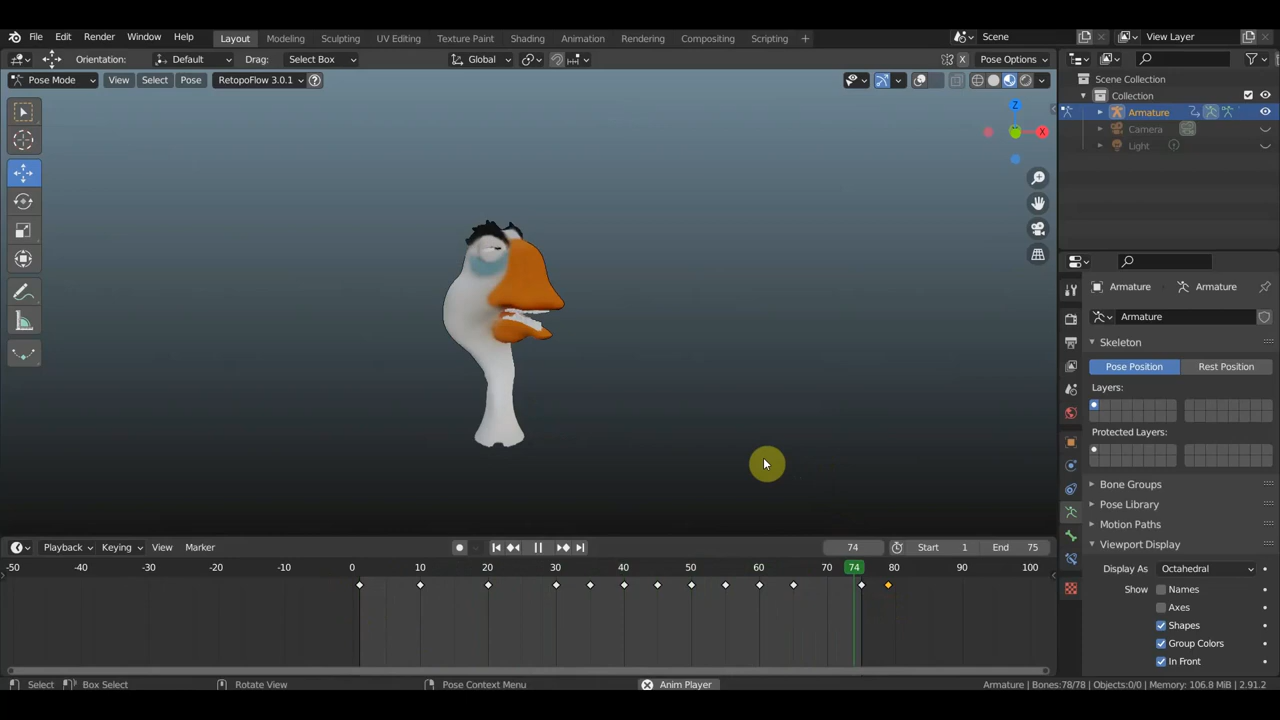 File Edit Render Window Help Layout Modeling Sculpting UV Editing Texture Paint Shading Animation Rendering Compositing Scripting + Scene View Layer
Orientation: Default Drag: Select Box Global X Pose Options
Pose Mode View Select Pose RetopoFlow 3.0.1
Scene Collection
Collection
Armature
Camera
Light
Z
X
Armature Armature
Armature
Skeleton
Pose Position Rest Position
Layers:
Protected Layers:
Bone Groups
Pose Library
Motion Paths
Viewport Display
Display As Octahedral
Show Names
Axes
Shapes
Group Colors
In Front
Playback Keying View Marker 74 Start 1 End 75
-50 -40 -30 -20 -10 0 10 20 30 40 50 60 70 74 80 90 100
Select Box Select Rotate View Pose Context Menu Anim Player Armature | Bones:78/78 | Objects:0/0 | Memory: 106.8 MiB | 2.91.2